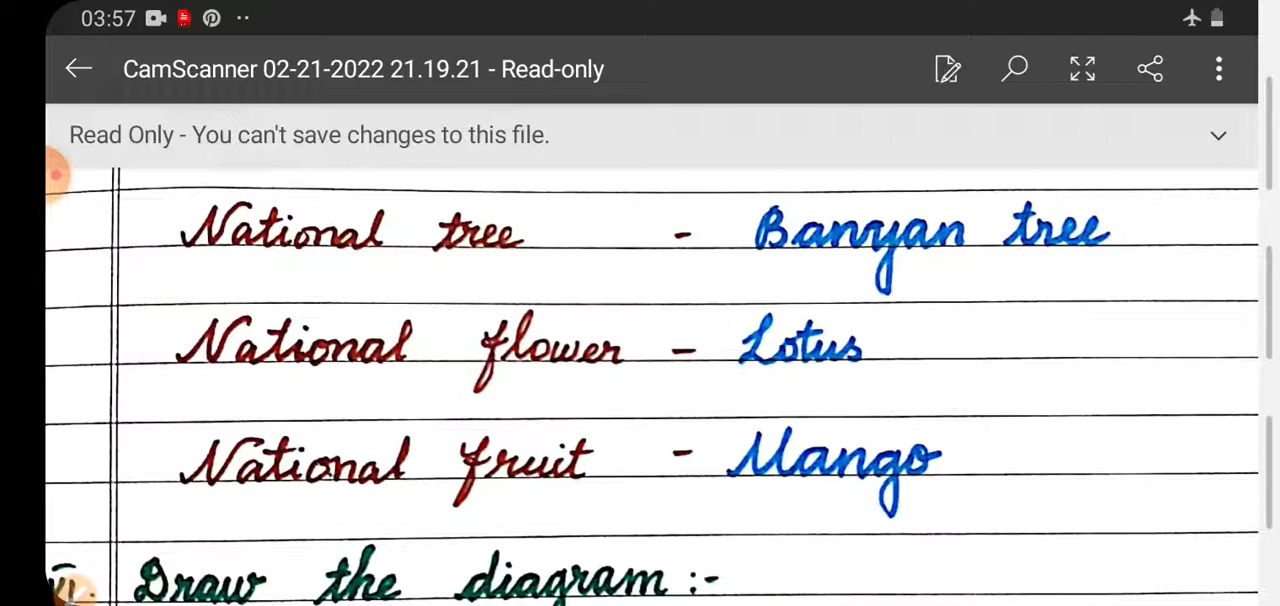 03:57
CamScanner 02-21-2022 21.19.21 - Read-only
Read Only - You can't save changes to this file.
National tree - Banyan tree
National flower - Lotus
National fruit - Mango
VI. Draw the diagram :-